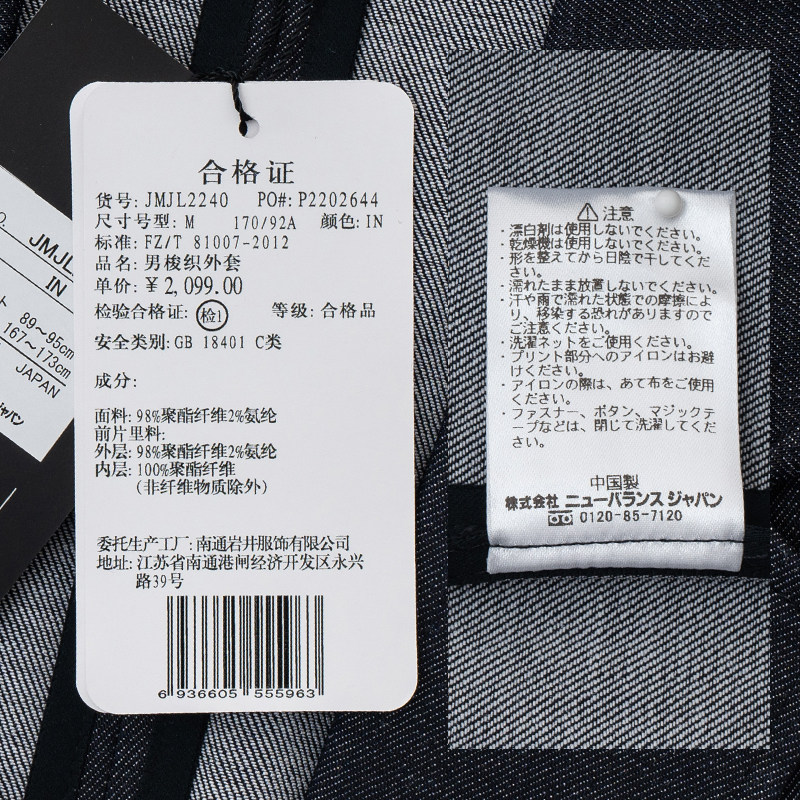 合格证
货号: JMJL2240 PO#: P2202644
尺寸号型: M 170/92A 颜色: IN
标准: FZ/T 81007-2012
品名: 男梭织外套
单价: ¥2,099.00
检验合格证: 检1 等级: 合格品
安全类别: GB 18401 C类
成分:
面料: 98%聚酯纤维2%氨纶
前片里料:
外层: 98%聚酯纤维2%氨纶
内层: 100%聚酯纤维
(非纤维物质除外)
委托生产工厂: 南通岩井服饰有限公司
地址: 江苏省南通港闸经济开发区永兴
路39号
6 936605 555963
JMJL
IN
89~95cm
167~173cm
JAPAN
ジャパン
⚠注意
・漂白剤は使用しないでください。
・乾燥機は使用しないでください。
・形を整えてから日陰で干してくだ
さい。
・濡れたまま放置しないでください。
・汗や雨で濡れた状態での摩擦によ
り、移染する恐れがありますので
ご注意ください。
・洗濯ネットをご使用ください。
・プリント部分へのアイロンはお避
けください。
・アイロンの際は、あて布をご使用
ください。
・ファスナー、ボタン、マジックテ
ープなどは、閉じて洗濯してくだ
さい。
中国製
株式会社 ニューバランス ジャパン
0120-85-7120